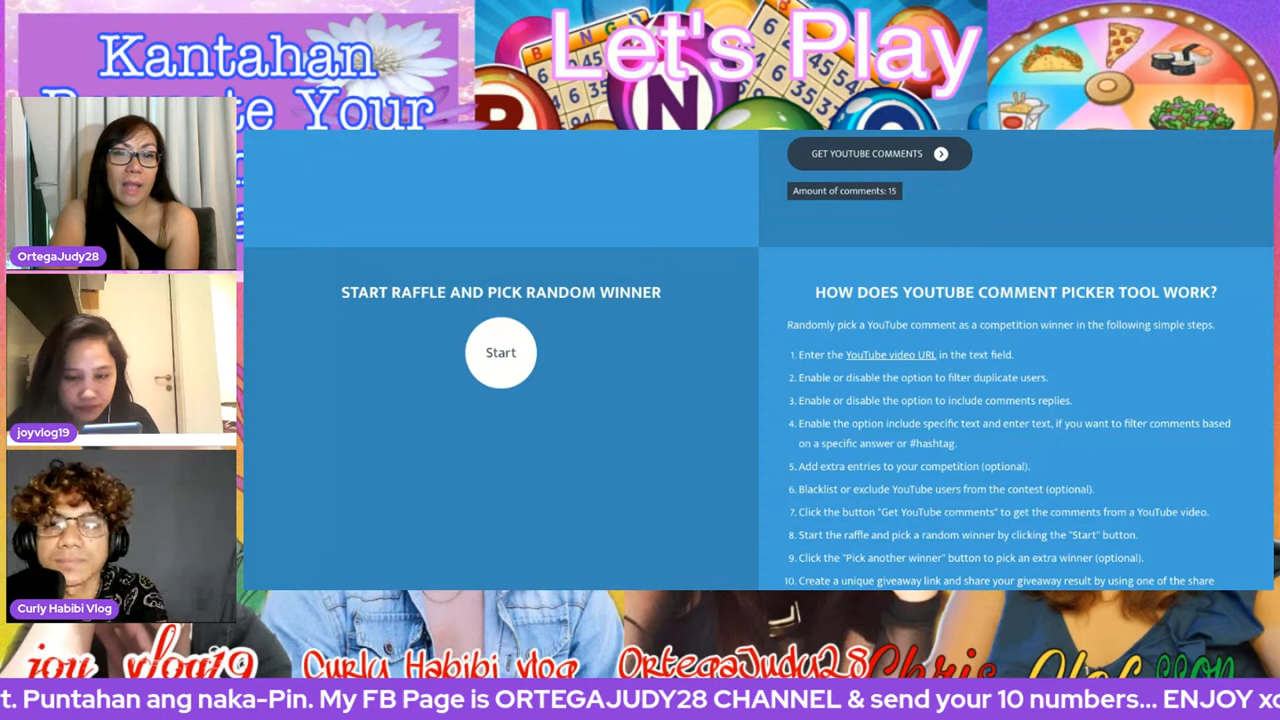 Kantahan
Promote Your
Let's Play
B I N G
N
OrtegaJudy28
joyvlog19
Curly Habibi Vlog
GET YOUTUBE COMMENTS
Amount of comments: 15
START RAFFLE AND PICK RANDOM WINNER
Start
HOW DOES YOUTUBE COMMENT PICKER TOOL WORK?
Randomly pick a YouTube comment as a competition winner in the following simple steps.
1. Enter the YouTube video URL in the text field.
2. Enable or disable the option to filter duplicate users.
3. Enable or disable the option to include comments replies.
4. Enable the option include specific text and enter text, if you want to filter comments based
on a specific answer or #hashtag.
5. Add extra entries to your competition (optional).
6. Blacklist or exclude YouTube users from the contest (optional).
7. Click the button "Get YouTube comments" to get the comments from a YouTube video.
8. Start the raffle and pick a random winner by clicking the "Start" button.
9. Click the "Pick another winner" button to pick an extra winner (optional).
10. Create a unique giveaway link and share your giveaway result by using one of the share
joy vlog19
Curly Habibi vlog
OrtegaJudy28
Chris
t. Puntahan ang naka-Pin. My FB Page is ORTEGAJUDY28 CHANNEL & send your 10 numbers... ENJOY xo